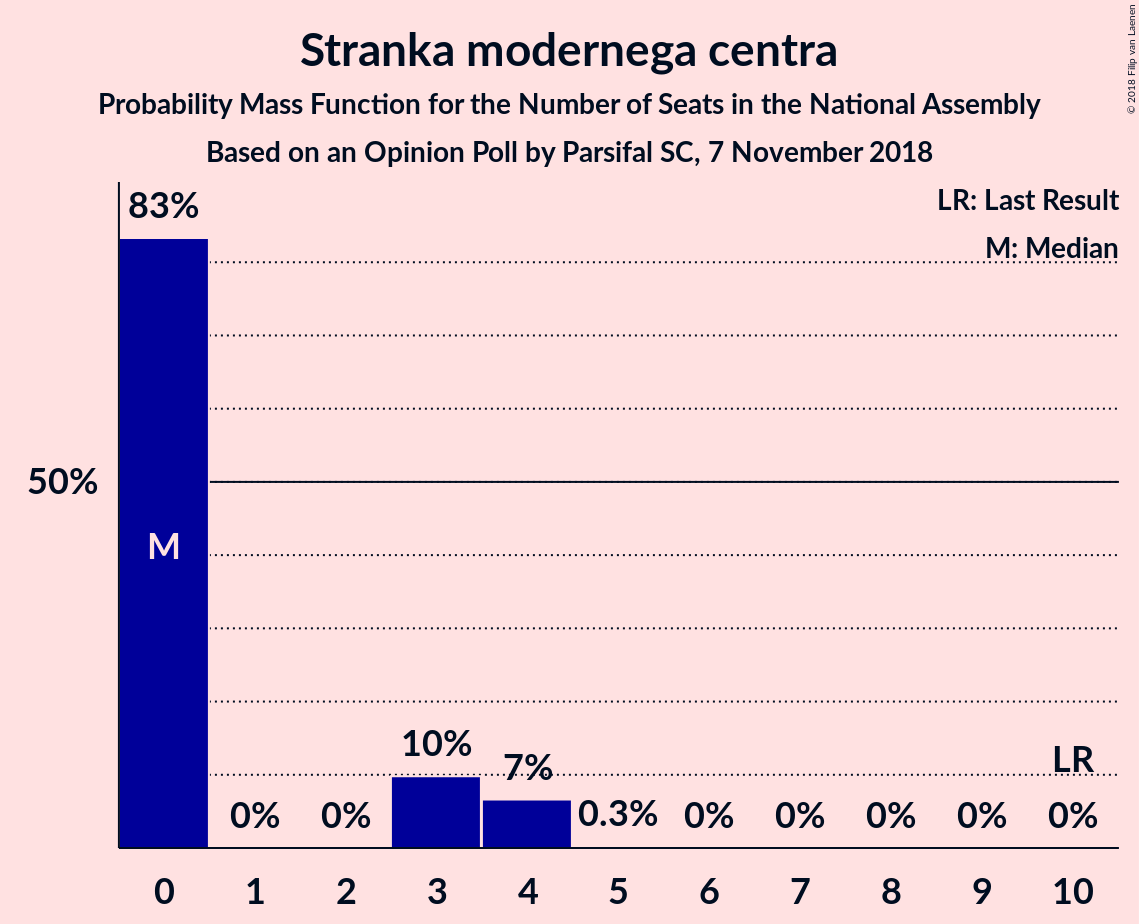 Stranka modernega centra
Probability Mass Function for the Number of Seats in the National Assembly
Based on an Opinion Poll by Parsifal SC, 7 November 2018
© 2018 Filip van Laenen
LR: Last Result
M: Median
83%
50%
M
10%
7%
LR
0%
0%
0.3%
0%
0%
0%
0%
0%
0 1 2 3 4 5 6 7 8 9 10